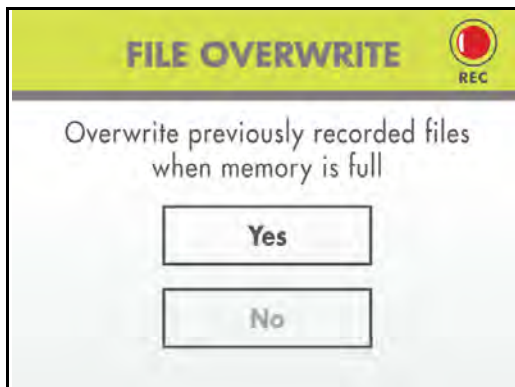 FILE OVERWRITE
REC
Overwrite previously recorded files
when memory is full
Yes
No